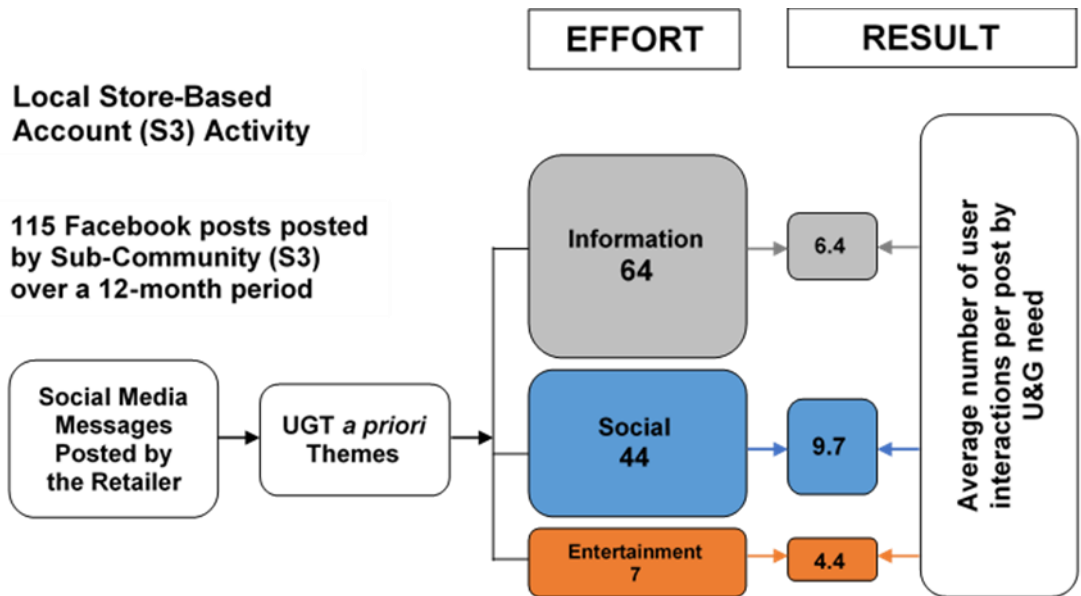 EFFORT
RESULT
Local Store-Based
Account (S3) Activity
115 Facebook posts posted
by Sub-Community (S3)
over a 12-month period
Social Media
Messages
Posted by
the Retailer
UGT a priori
Themes
Information
64
6.4
Social
44
9.7
Entertainment
7
4.4
Average number of user
interactions per post by
U&G need